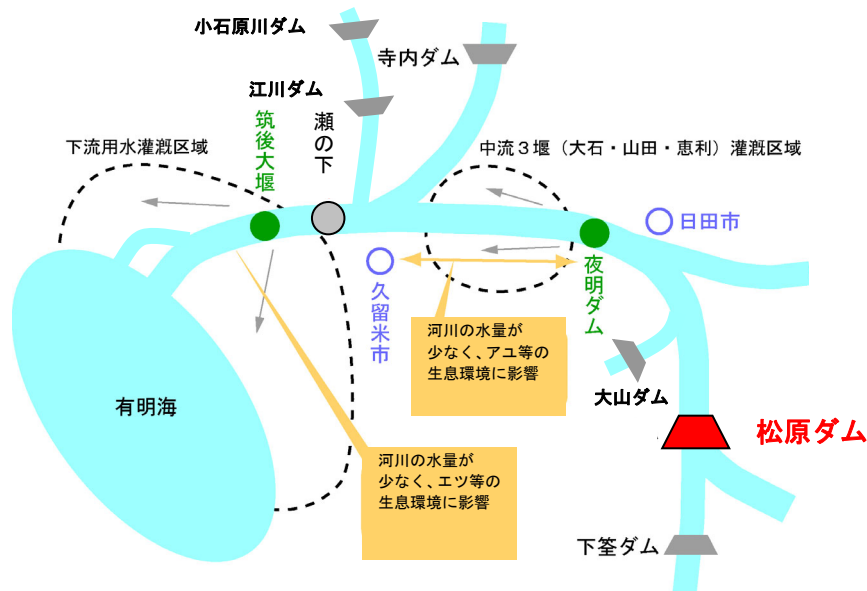 小石原川ダム
寺内ダム
江川ダム
筑後大堰
瀬の下
下流用水灌漑区域
中流３堰（大石・山田・恵利）灌漑区域
日田市
夜明ダム
久留米市
河川の水量が
少なく、アユ等の
生息環境に影響
大山ダム
有明海
松原ダム
河川の水量が
少なく、エツ等の
生息環境に影響
下筌ダム